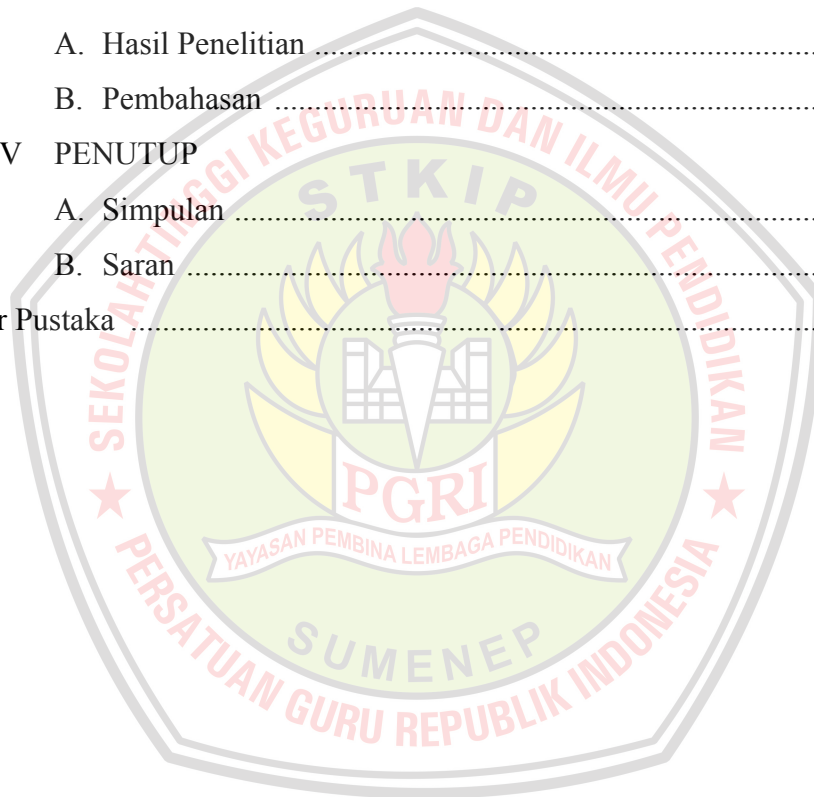 A. Hasil Penelitian ........................................................................
B. Pembahasan ........................................................................
V PENUTUP
A. Simpulan ........................................................................
B. Saran ........................................................................
r Pustaka ........................................................................
SEKOLAH TINGGI KEGURUAN DAN ILMU PENDIDIKAN
STKIP
PGRI
YAYASAN PEMBINA LEMBAGA PENDIDIKAN
SUMENEP
PERSATUAN GURU REPUBLIK INDONESIA